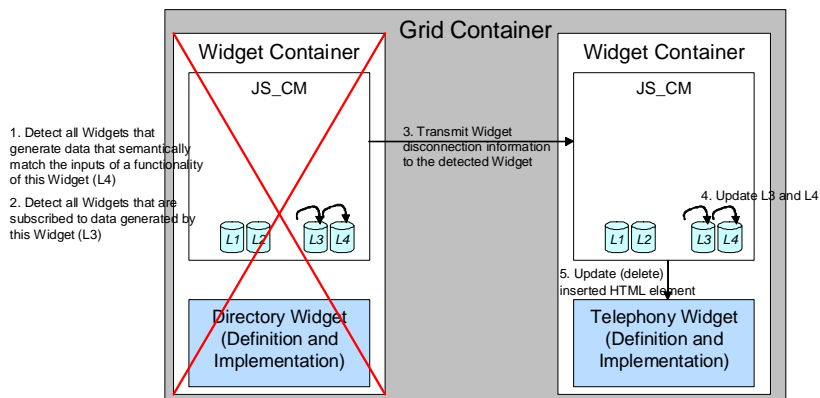 Grid Container
Widget Container
JS_CM
1. Detect all Widgets that
generate data that semantically
match the inputs of a functionality
of this Widget (L4)
2. Detect all Widgets that are
subscribed to data generated by
this Widget (L3)
L1 L2 L3 L4
Directory Widget
(Definition and
Implementation)
3. Transmit Widget
disconnection information
to the detected Widget
Widget Container
JS_CM
4. Update L3 and L4
L1 L2 L3 L4
5. Update (delete)
inserted HTML element
Telephony Widget
(Definition and
Implementation)